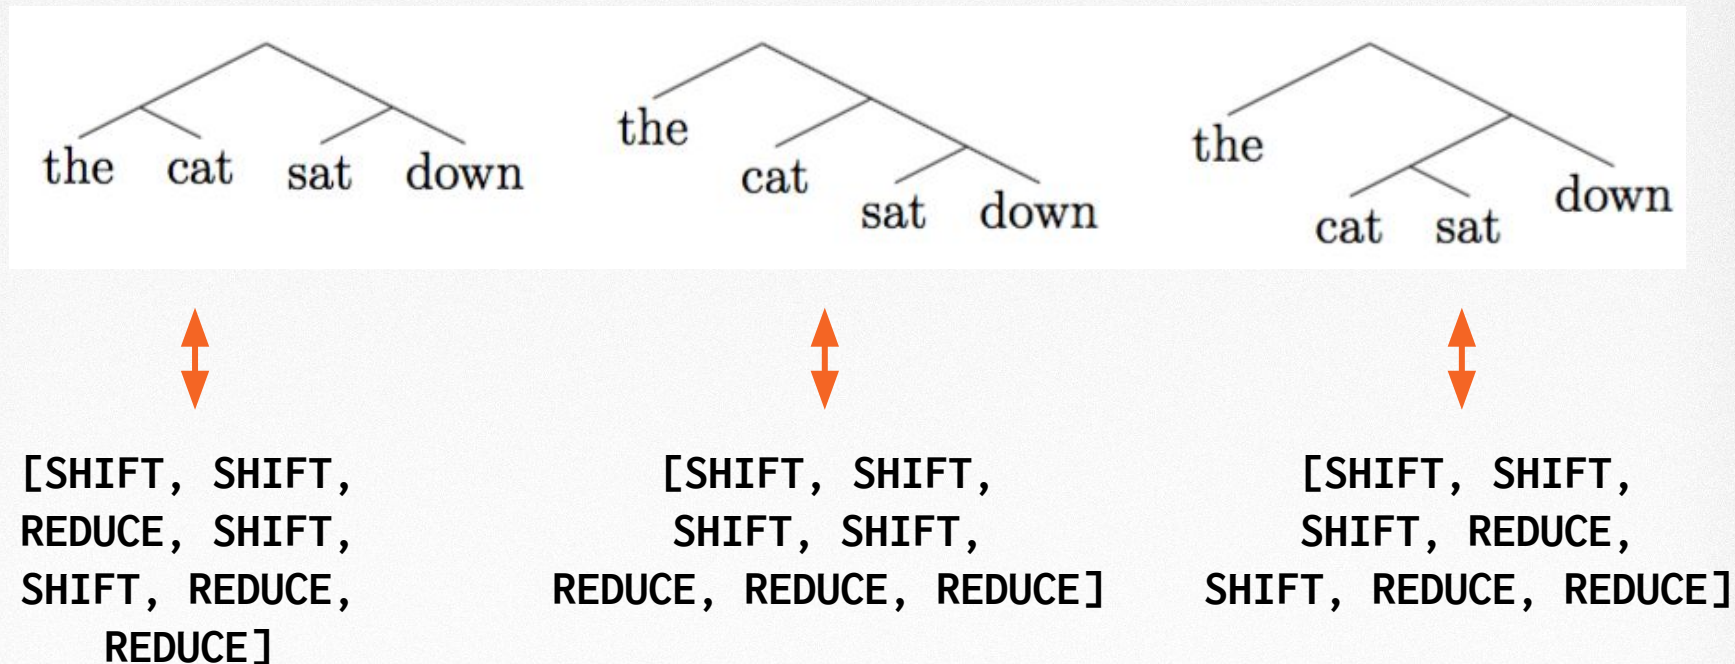 the cat sat down
the
cat
sat down
the
cat sat
down
[SHIFT, SHIFT,
REDUCE, SHIFT,
SHIFT, REDUCE,
REDUCE]
[SHIFT, SHIFT,
SHIFT, SHIFT,
REDUCE, REDUCE, REDUCE]
[SHIFT, SHIFT,
SHIFT, REDUCE,
SHIFT, REDUCE, REDUCE]